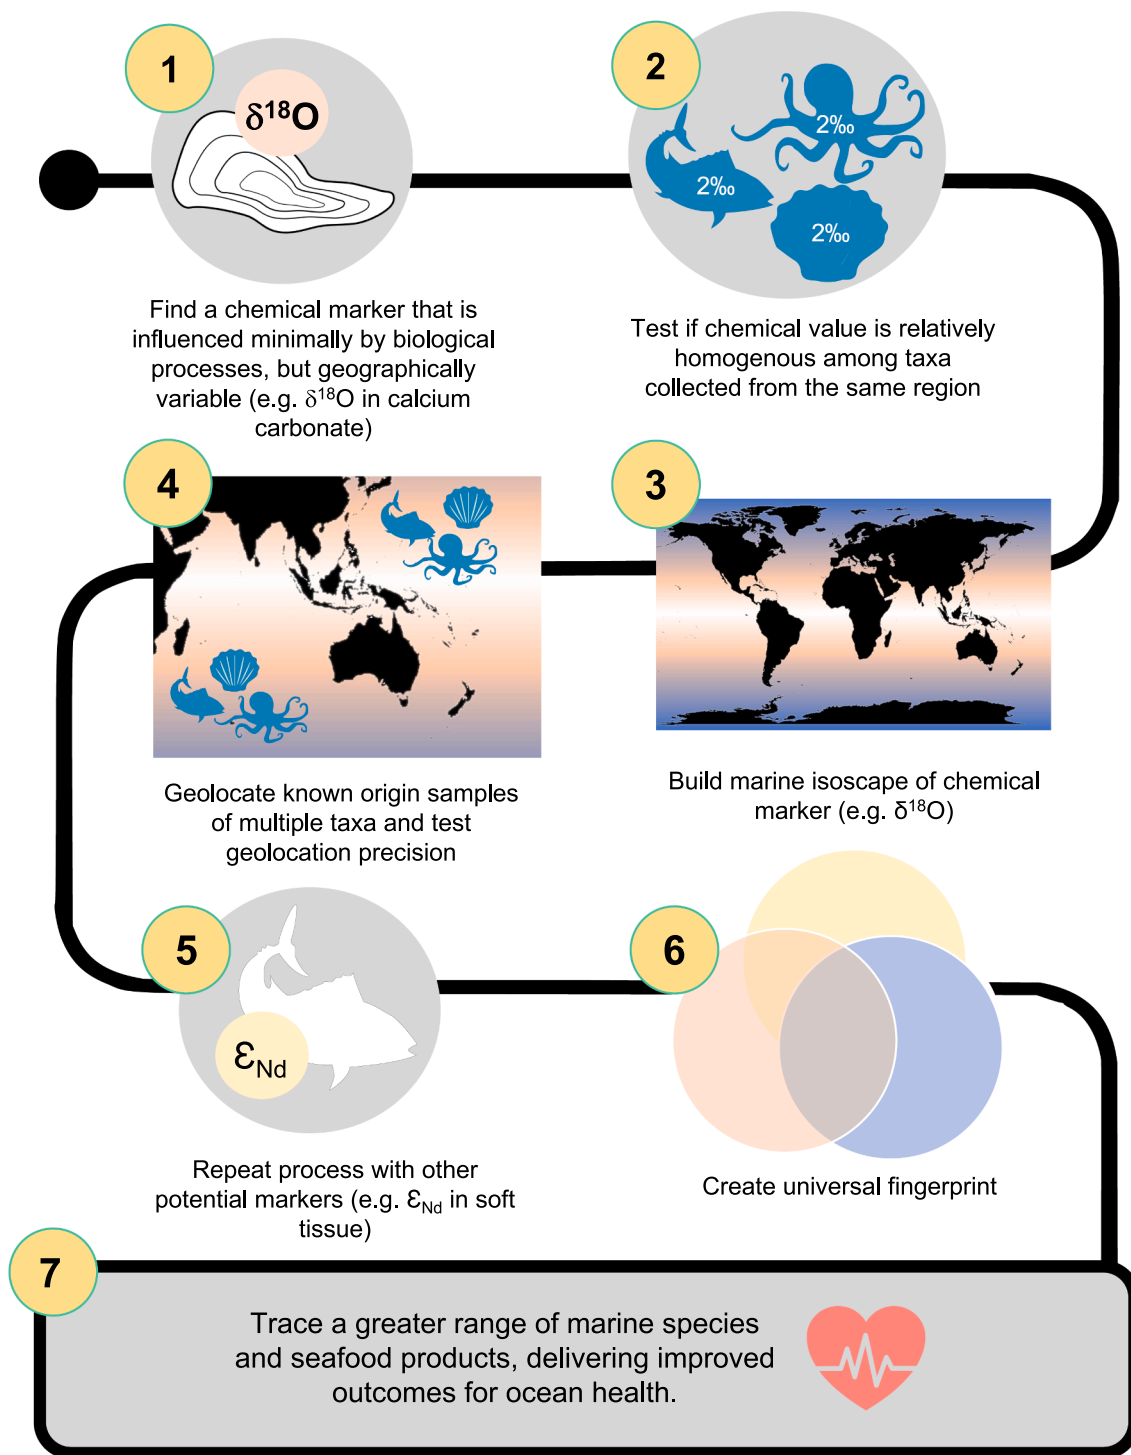 1
δ¹⁸O
Find a chemical marker that is
influenced minimally by biological
processes, but geographically
variable (e.g. δ¹⁸O in calcium
carbonate)
2
2‰
2‰
2‰
Test if chemical value is relatively
homogenous among taxa
collected from the same region
3
Build marine isoscape of chemical
marker (e.g. δ¹⁸O)
4
Geolocate known origin samples
of multiple taxa and test
geolocation precision
5
Ɛ_Nd
Repeat process with other
potential markers (e.g. Ɛ_Nd in soft
tissue)
6
Create universal fingerprint
7
Trace a greater range of marine species
and seafood products, delivering improved
outcomes for ocean health.